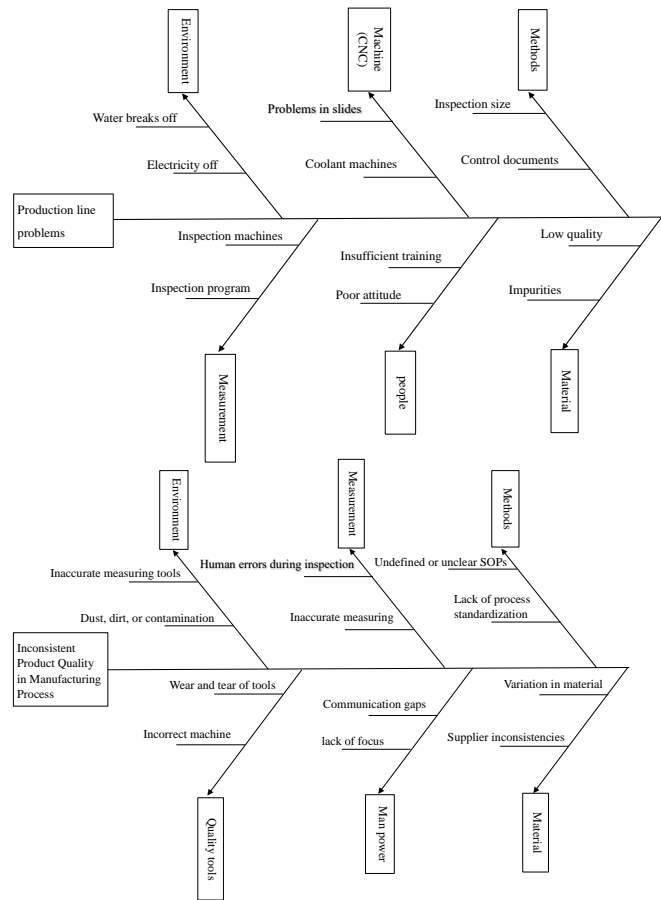 Environment
Machine
(CNC)
Methods
Water breaks off
Problems in slides
Inspection size
Electricity off
Coolant machines
Control documents
Production line
problems
Inspection machines
Insufficient training
Low quality
Inspection program
Poor attitude
Impurities
Measurement
people
Material
Environment
Measurement
Methods
Inaccurate measuring tools
Human errors during inspection
Undefined or unclear SOPs
Dust, dirt, or contamination
Inaccurate measuring
Lack of process
standardization
Inconsistent
Product Quality
in Manufacturing
Process
Wear and tear of tools
Communication gaps
Variation in material
Incorrect machine
lack of focus
Supplier inconsistencies
Quality tools
Man power
Material